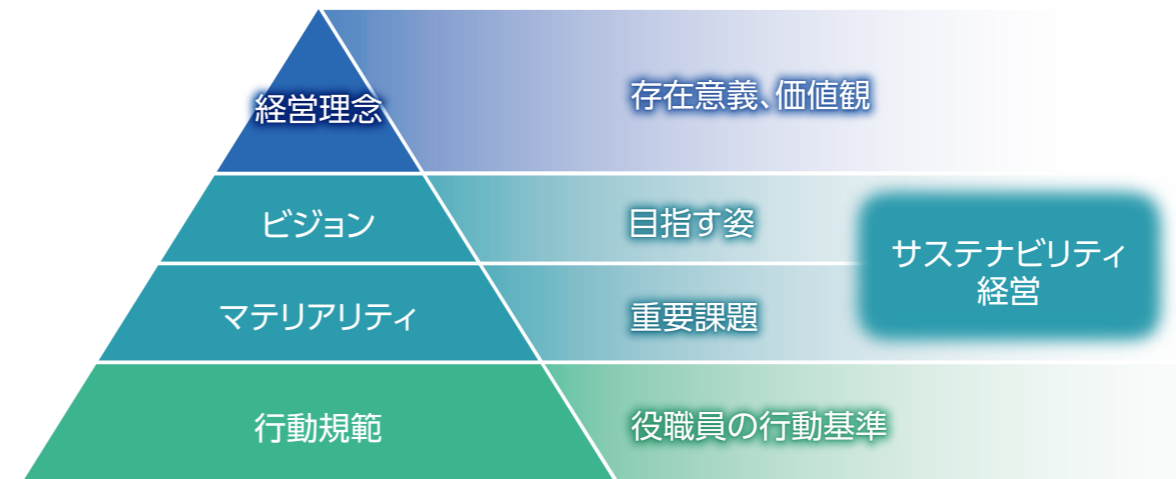 経営理念
存在意義、価値観
ビジョン
目指す姿
マテリアリティ
重要課題
サステナビリティ
経営
行動規範
役職員の行動基準